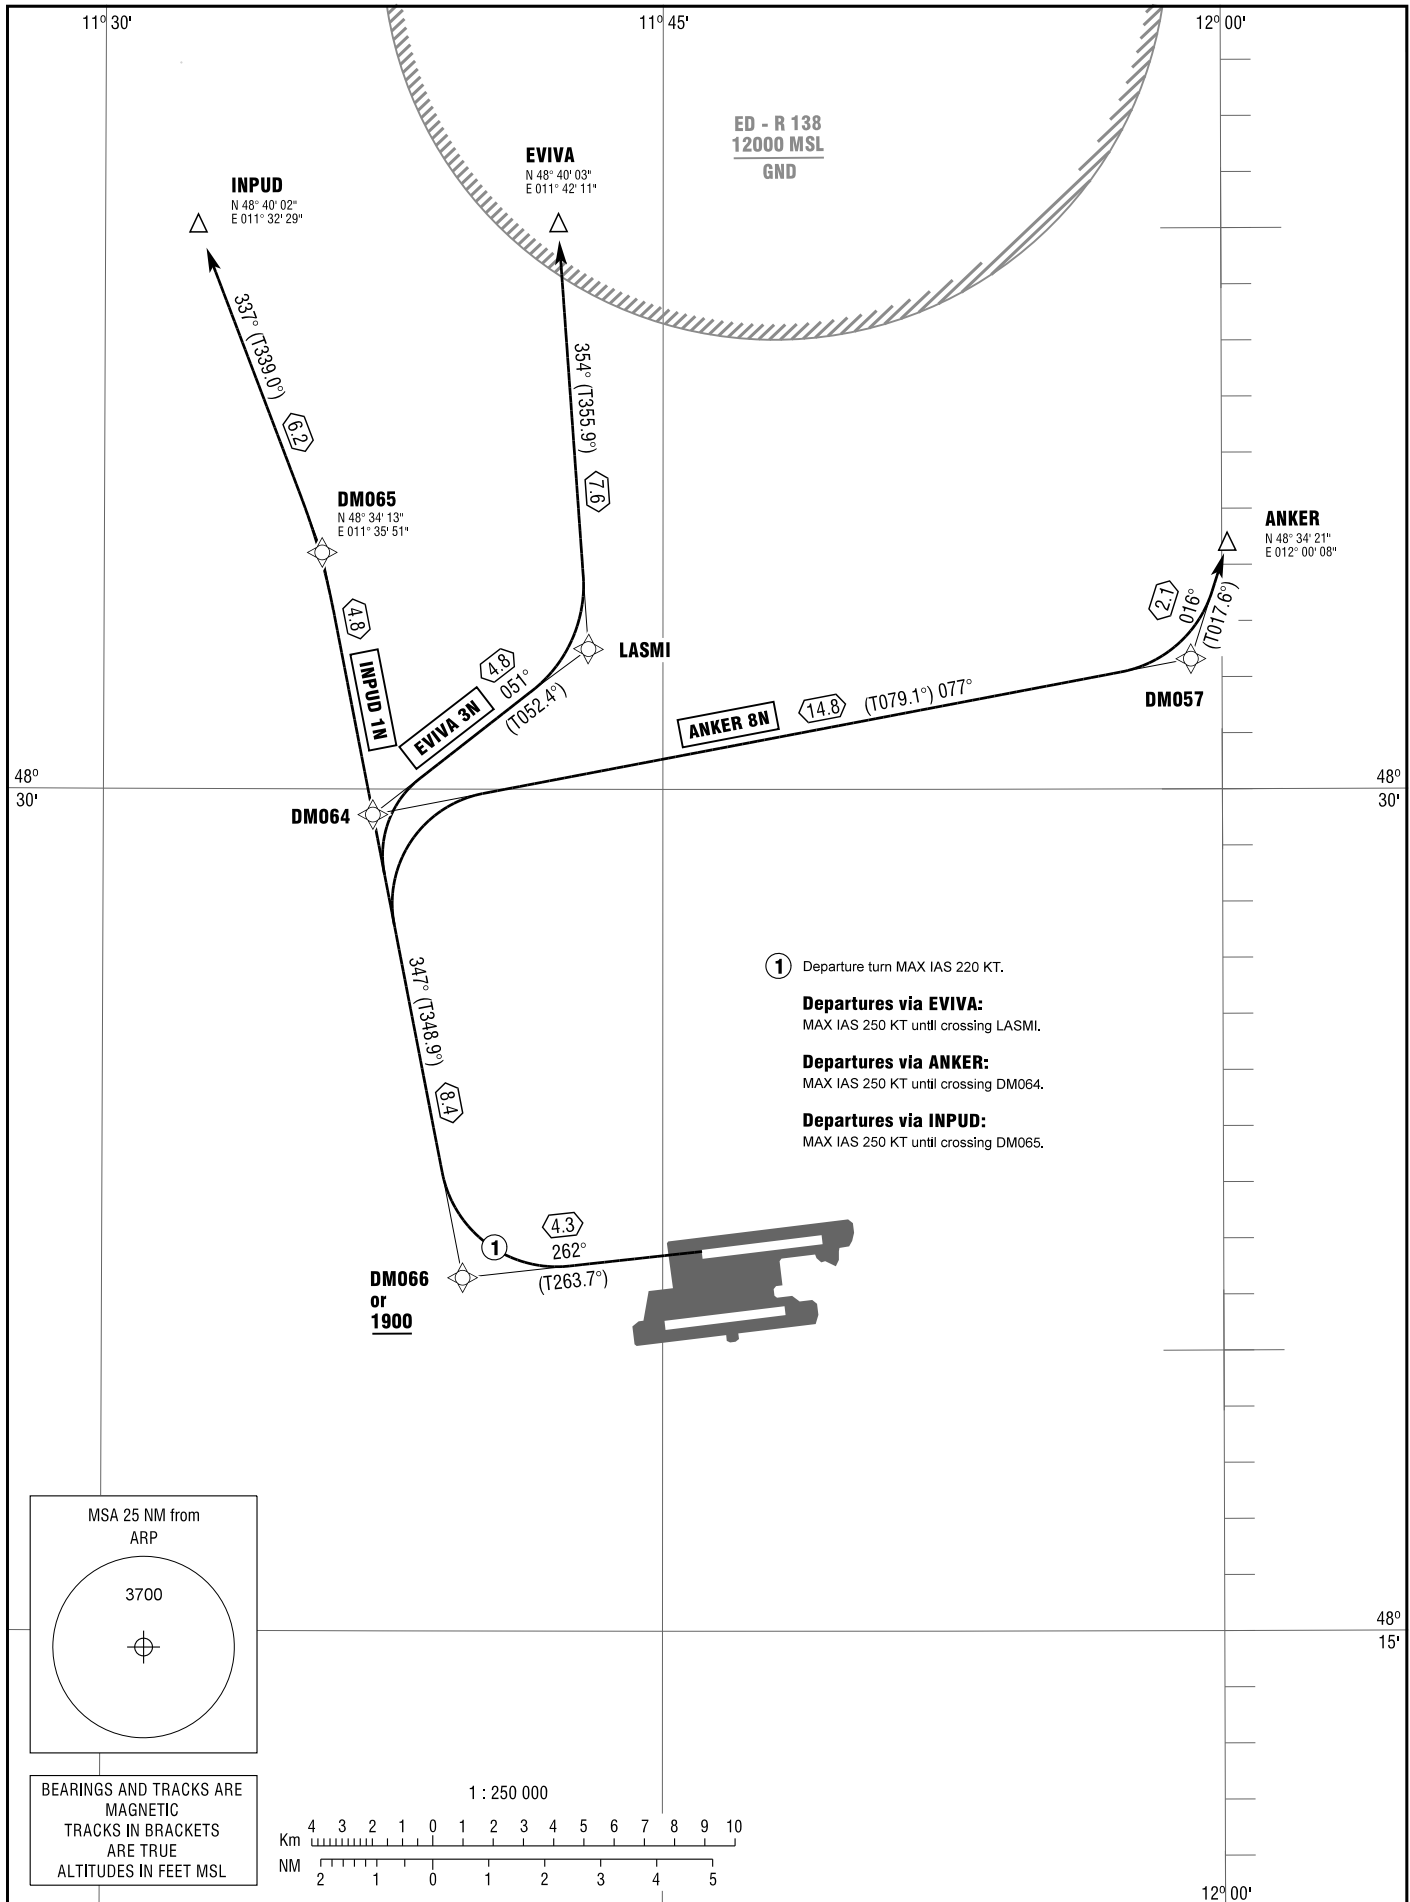 11° 30'
11° 45'
12° 00'
ED - R 138
12000 MSL
GND
EVIVA
N 48° 40' 03"
E 011° 42' 11"
INPUD
N 48° 40' 02"
E 011° 32' 29"
337° (T339.0°)
6.2
354° (T355.9°)
7.6
DM065
N 48° 34' 13"
E 011° 35' 51"
ANKER
N 48° 34' 21"
E 012° 00' 08"
2.1
016°
(T017.6°)
4.8
INPUD 1N
LASMI
4.8
051°
(T052.4°)
EVIVA 3N
ANKER 8N
14.8
(T079.1°) 077°
DM057
48°
30'
48°
30'
DM064
347° (T348.9°)
8.4
1 Departure turn MAX IAS 220 KT.
Departures via EVIVA:
MAX IAS 250 KT until crossing LASMI.
Departures via ANKER:
MAX IAS 250 KT until crossing DM064.
Departures via INPUD:
MAX IAS 250 KT until crossing DM065.
1
4.3
262°
(T263.7°)
DM066
or
1900
MSA 25 NM from
ARP
3700
48°
15'
BEARINGS AND TRACKS ARE
MAGNETIC
TRACKS IN BRACKETS
ARE TRUE
ALTITUDES IN FEET MSL
1 : 250 000
Km 4 3 2 1 0 1 2 3 4 5 6 7 8 9 10
NM 2 1 0 1 2 3 4 5
12° 00'